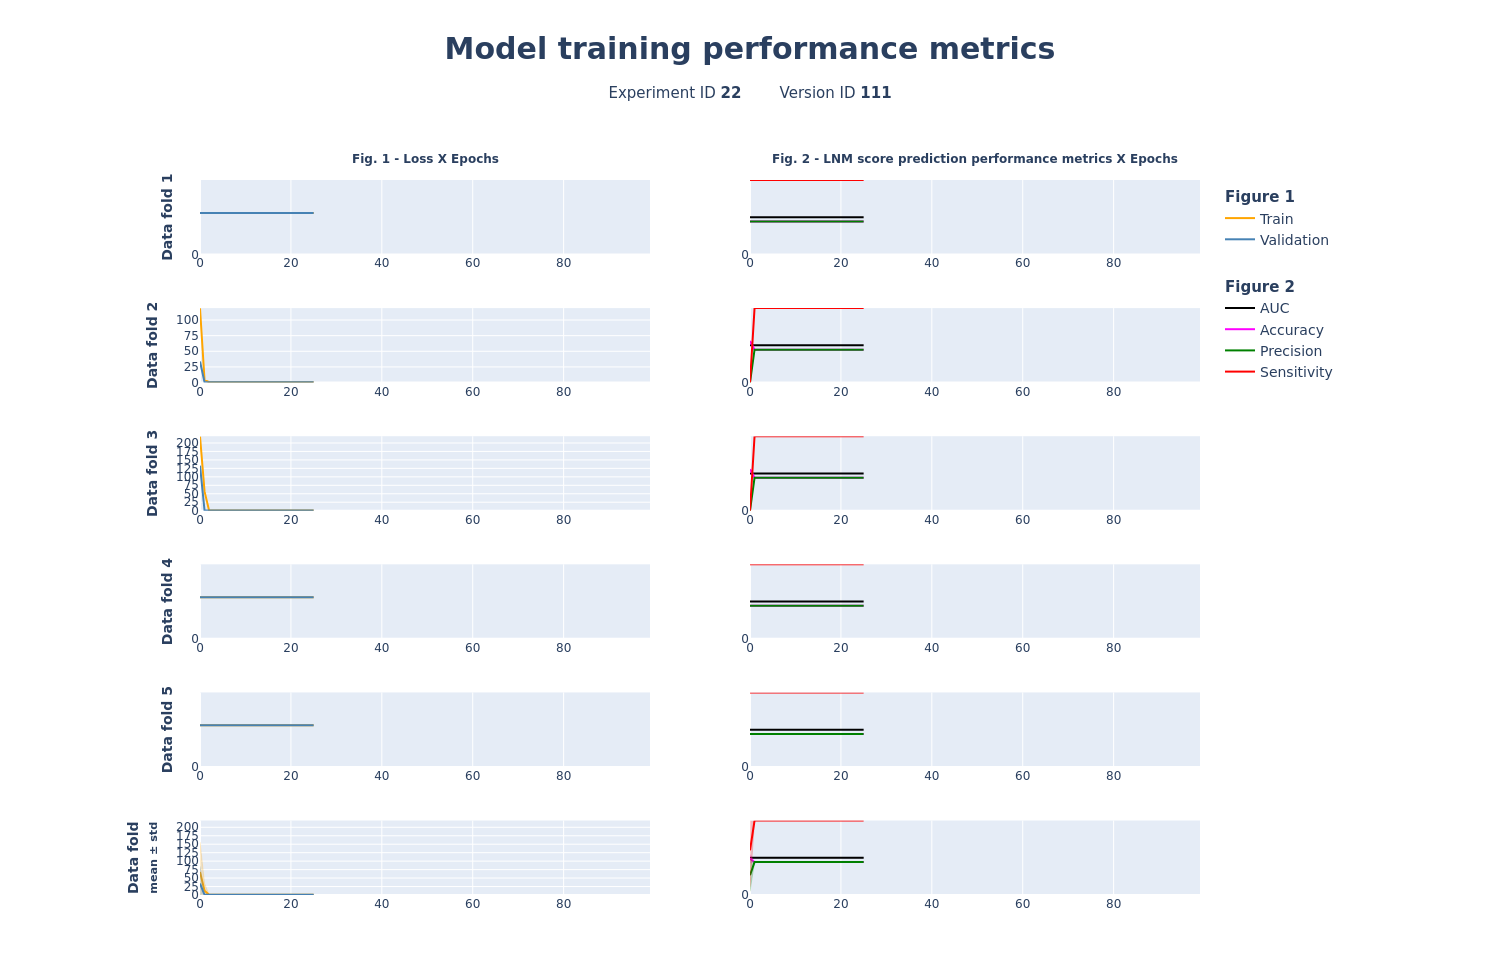 Model training performance metrics
Experiment ID 22 Version ID 111
Fig. 1 - Loss X Epochs
Fig. 2 - LNM score prediction performance metrics X Epochs
Data fold 1
0
0 20 40 60 80
0
0 20 40 60 80
Figure 1
Train
Validation
Figure 2
AUC
Accuracy
Precision
Sensitivity
Data fold 2
100
75
50
25
0
0 20 40 60 80
0
0 20 40 60 80
Data fold 3
200
175
150
125
100
75
50
25
0
0 20 40 60 80
0
0 20 40 60 80
Data fold 4
0
0 20 40 60 80
0
0 20 40 60 80
Data fold 5
0
0 20 40 60 80
0
0 20 40 60 80
Data fold
mean ± std
200
175
150
125
100
75
50
25
0
0 20 40 60 80
0
0 20 40 60 80